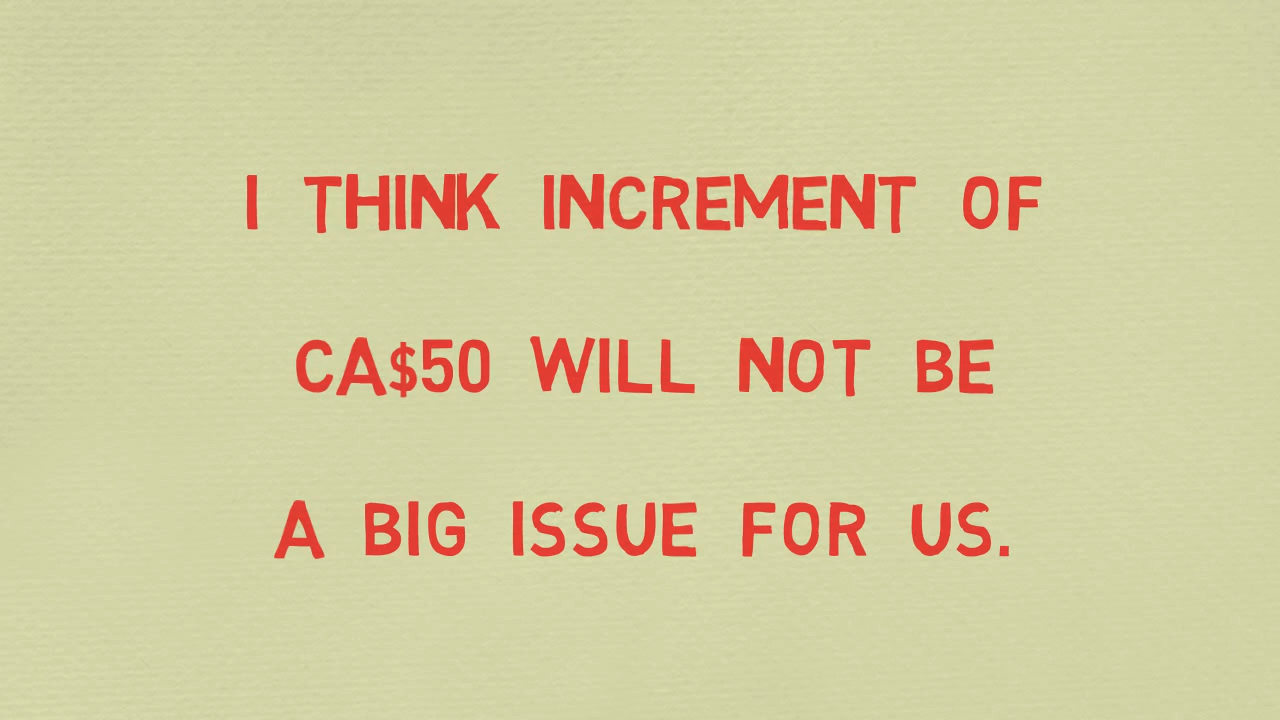 I THINK INCREMENT OF
CA$50 WILL NOT BE
A BIG ISSUE FOR US.